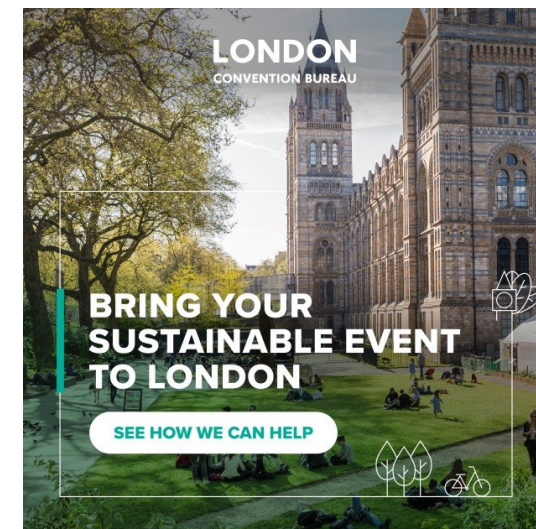 LONDON
CONVENTION BUREAU
BRING YOUR
SUSTAINABLE EVENT
TO LONDON
SEE HOW WE CAN HELP